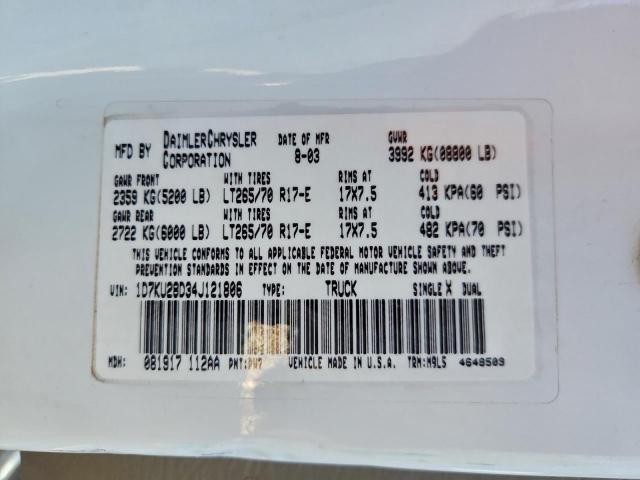 MFD BY DAIMLERCHRYSLER CORPORATION DATE OF MFR 8-03 GVWR 3992 KG(08800 LB)
GAWR FRONT WITH TIRES RIMS AT COLD
2359 KG(5200 LB) LT265/70 R17-E 17X7.5 413 KPA(60 PSI)
GAWR REAR WITH TIRES RIMS AT COLD
2722 KG(6000 LB) LT265/70 R17-E 17X7.5 482 KPA(70 PSI)
THIS VEHICLE CONFORMS TO ALL APPLICABLE FEDERAL MOTOR VEHICLE SAFETY AND THEFT
PREVENTION STANDARDS IN EFFECT ON THE DATE OF MANUFACTURE SHOWN ABOVE.
VIN: 1D7KU28D34J121806 TYPE: TRUCK SINGLE X DUAL
MDH: 081917 112AA PNT: PW7 VEHICLE MADE IN U.S.A. TRM:M9L5 4649509